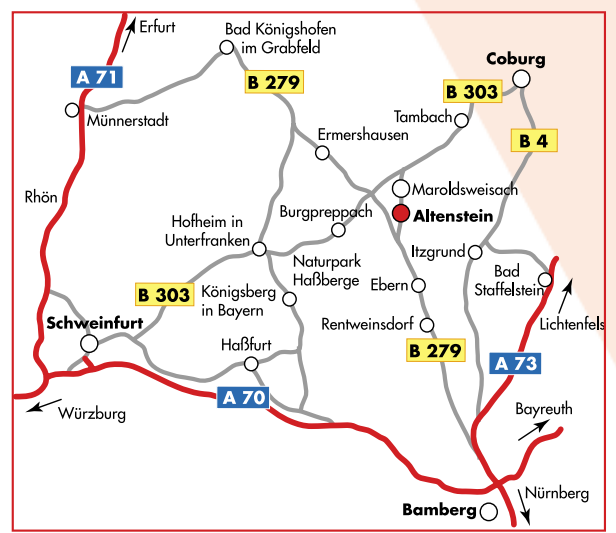 Erfurt
Bad Königshofen
im Grabfeld
Coburg
A 71
B 279
B 303
Münnerstadt
Tambach
Ermershausen
B 4
Rhön
Maroldsweisach
Burgpreppach
Altenstein
Hofheim in
Unterfranken
Itzgrund
Naturpark
Haßberge
Bad
Staffelstein
B 303
Königsberg
in Bayern
Ebern
Schweinfurt
Rentweinsdorf
Lichtenfels
Haßfurt
B 279
A 73
A 70
Würzburg
Bayreuth
Nürnberg
Bamberg